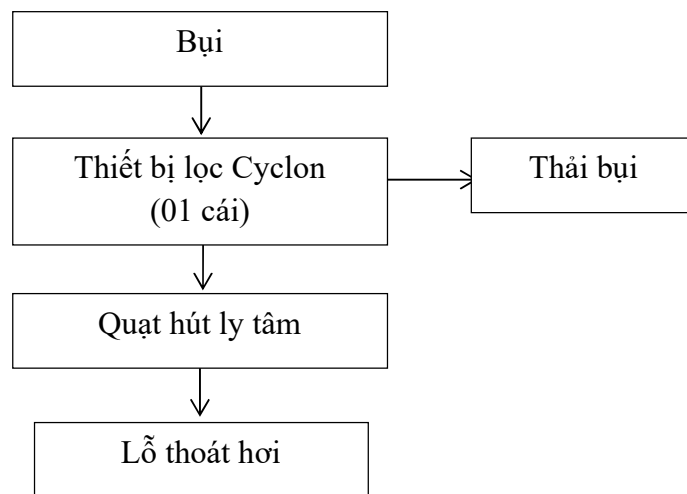 Bụi
Thiết bị lọc Cyclon
(01 cái)
Thải bụi
Quạt hút ly tâm
Lỗ thoát hơi